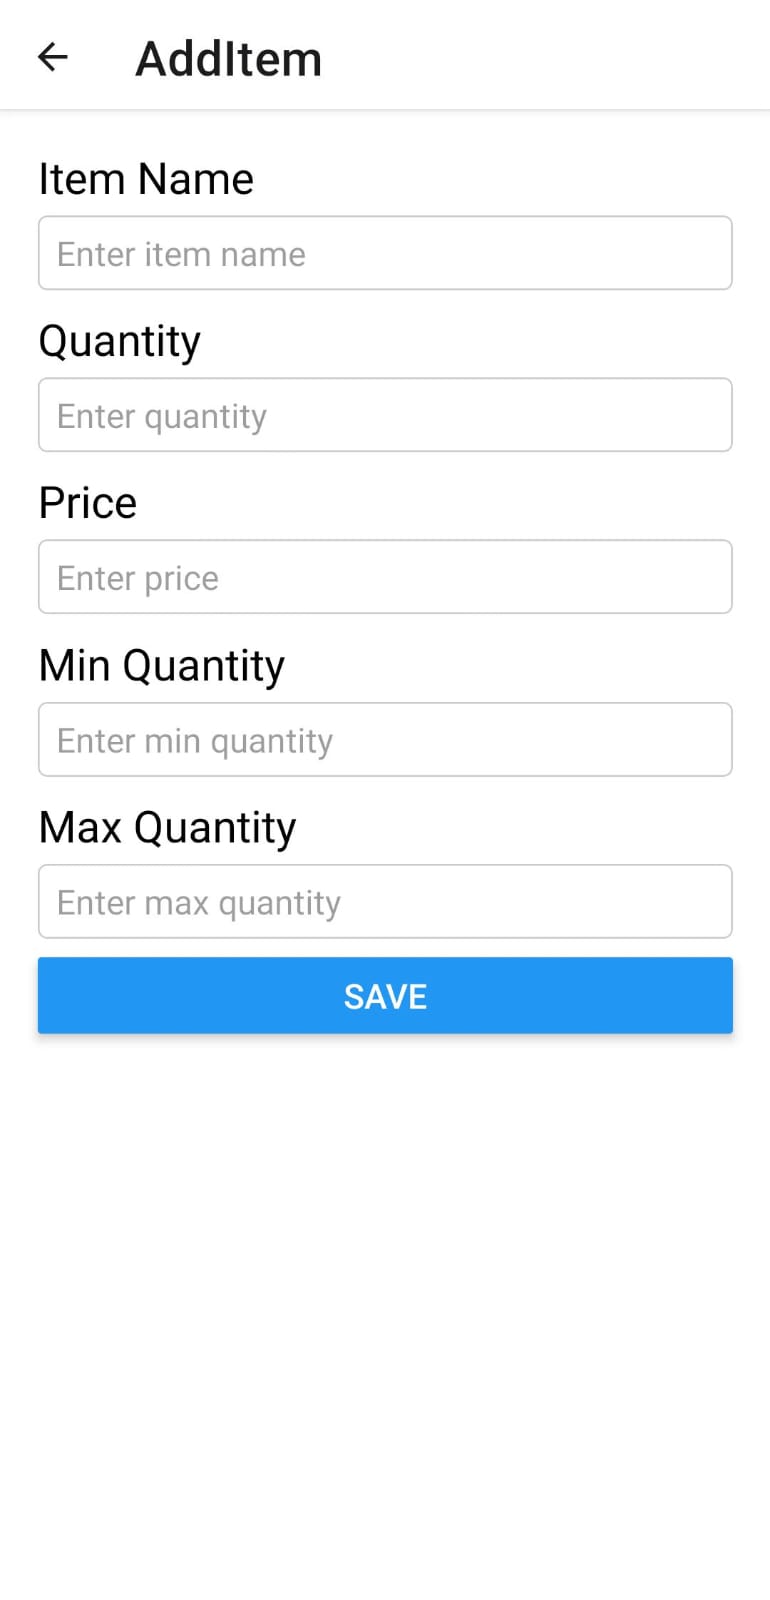 AddItem
Item Name
Enter item name
Quantity
Enter quantity
Price
Enter price
Min Quantity
Enter min quantity
Max Quantity
Enter max quantity
SAVE